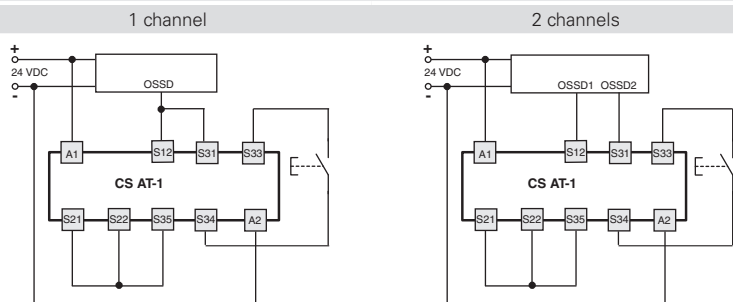 1 channel
2 channels
+
24 VDC
-
OSSD
A1
S12
S31
S33
CS AT-1
S21
S22
S35
S34
A2
+
24 VDC
-
OSSD1 OSSD2
A1
S12
S31
S33
CS AT-1
S21
S22
S35
S34
A2